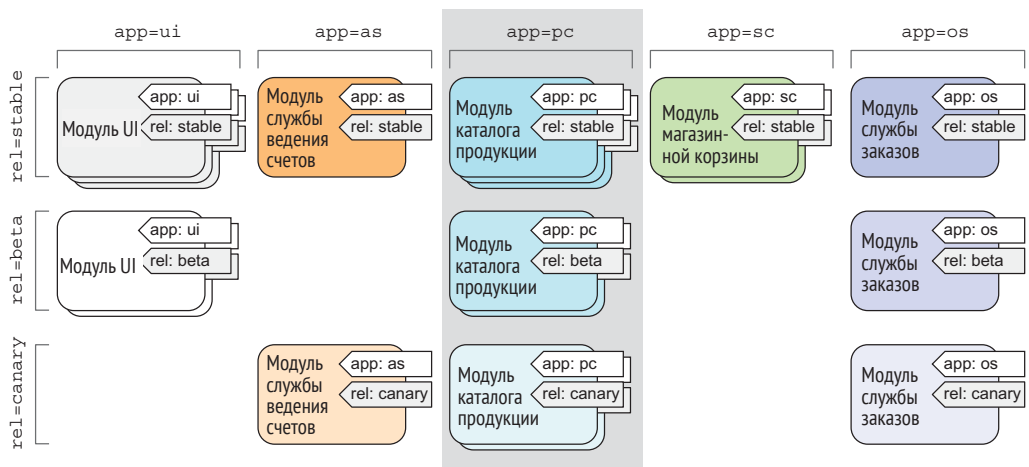 app=ui
app=as
app=pc
app=sc
app=os
rel=stable
Модуль UI
app: ui
rel: stable
Модуль
службы
ведения
счетов
app: as
rel: stable
Модуль
каталога
продукции
app: pc
rel: stable
Модуль
магазин-
ной корзины
app: sc
rel: stable
Модуль
службы
заказов
app: os
rel: stable
rel=beta
Модуль UI
app: ui
rel: beta
Модуль
каталога
продукции
app: pc
rel: beta
Модуль
службы
заказов
app: os
rel: beta
rel=canary
Модуль
службы
ведения
счетов
app: as
rel: canary
Модуль
каталога
продукции
app: pc
rel: canary
Модуль
службы
заказов
app: os
rel: canary